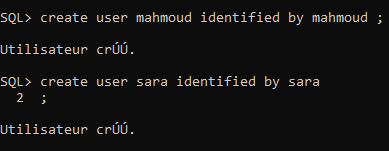 SQL> create user mahmoud identified by mahmoud ;
Utilisateur crÚÚ.
SQL> create user sara identified by sara
2 ;
Utilisateur crÚÚ.